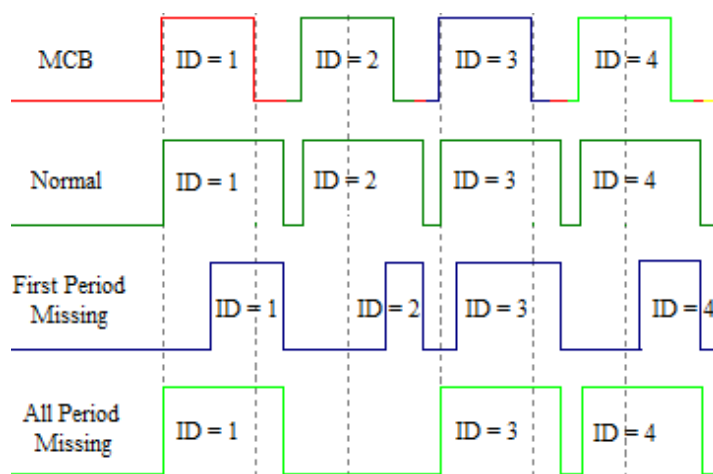 MCB
ID = 1
ID = 2
ID = 3
ID = 4
Normal
ID = 1
ID = 2
ID = 3
ID = 4
First Period
Missing
ID = 1
ID = 2
ID = 3
ID = 4
All Period
Missing
ID = 1
ID = 3
ID = 4